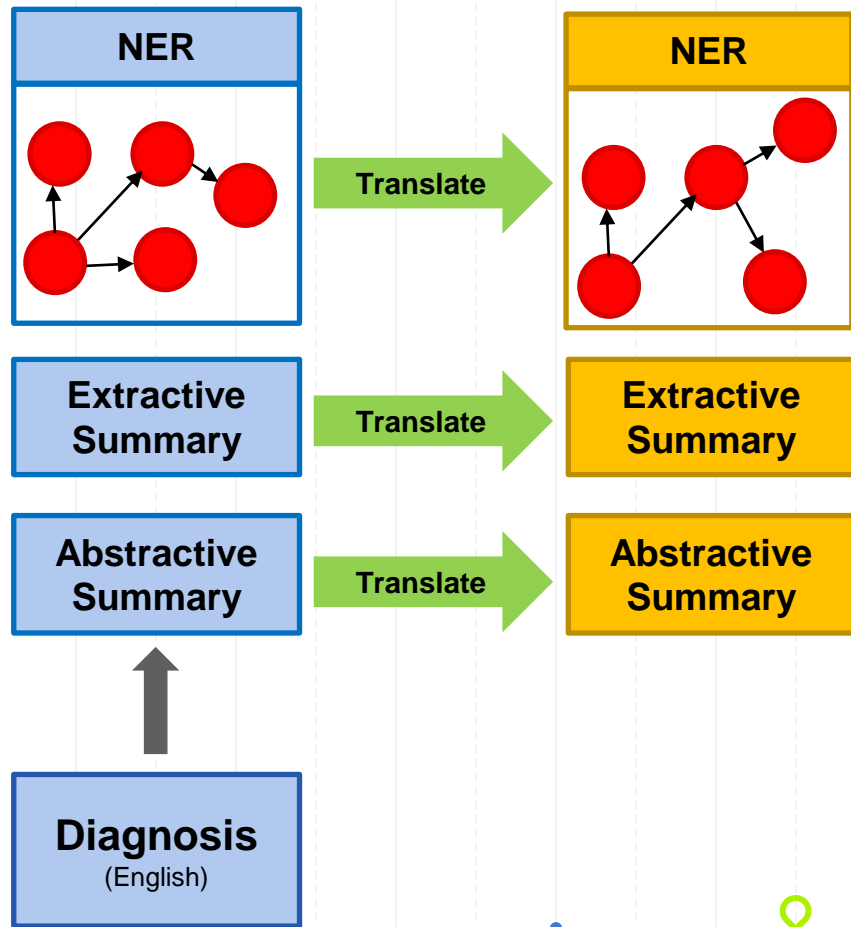 NER
NER
Translate
Extractive
Summary
Translate
Extractive
Summary
Abstractive
Summary
Translate
Abstractive
Summary
Diagnosis
(English)